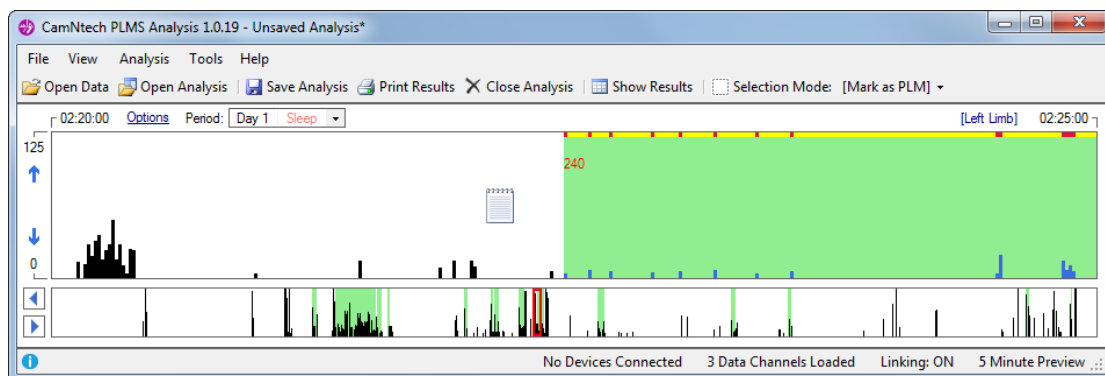 CamNtech PLMS Analysis 1.0.19 - Unsaved Analysis*
File View Analysis Tools Help
Open Data Open Analysis Save Analysis Print Results Close Analysis Show Results Selection Mode: [Mark as PLM]
02:20:00 Options Period: Day 1 Sleep [Left Limb] 02:25:00
125
240
0
No Devices Connected 3 Data Channels Loaded Linking: ON 5 Minute Preview